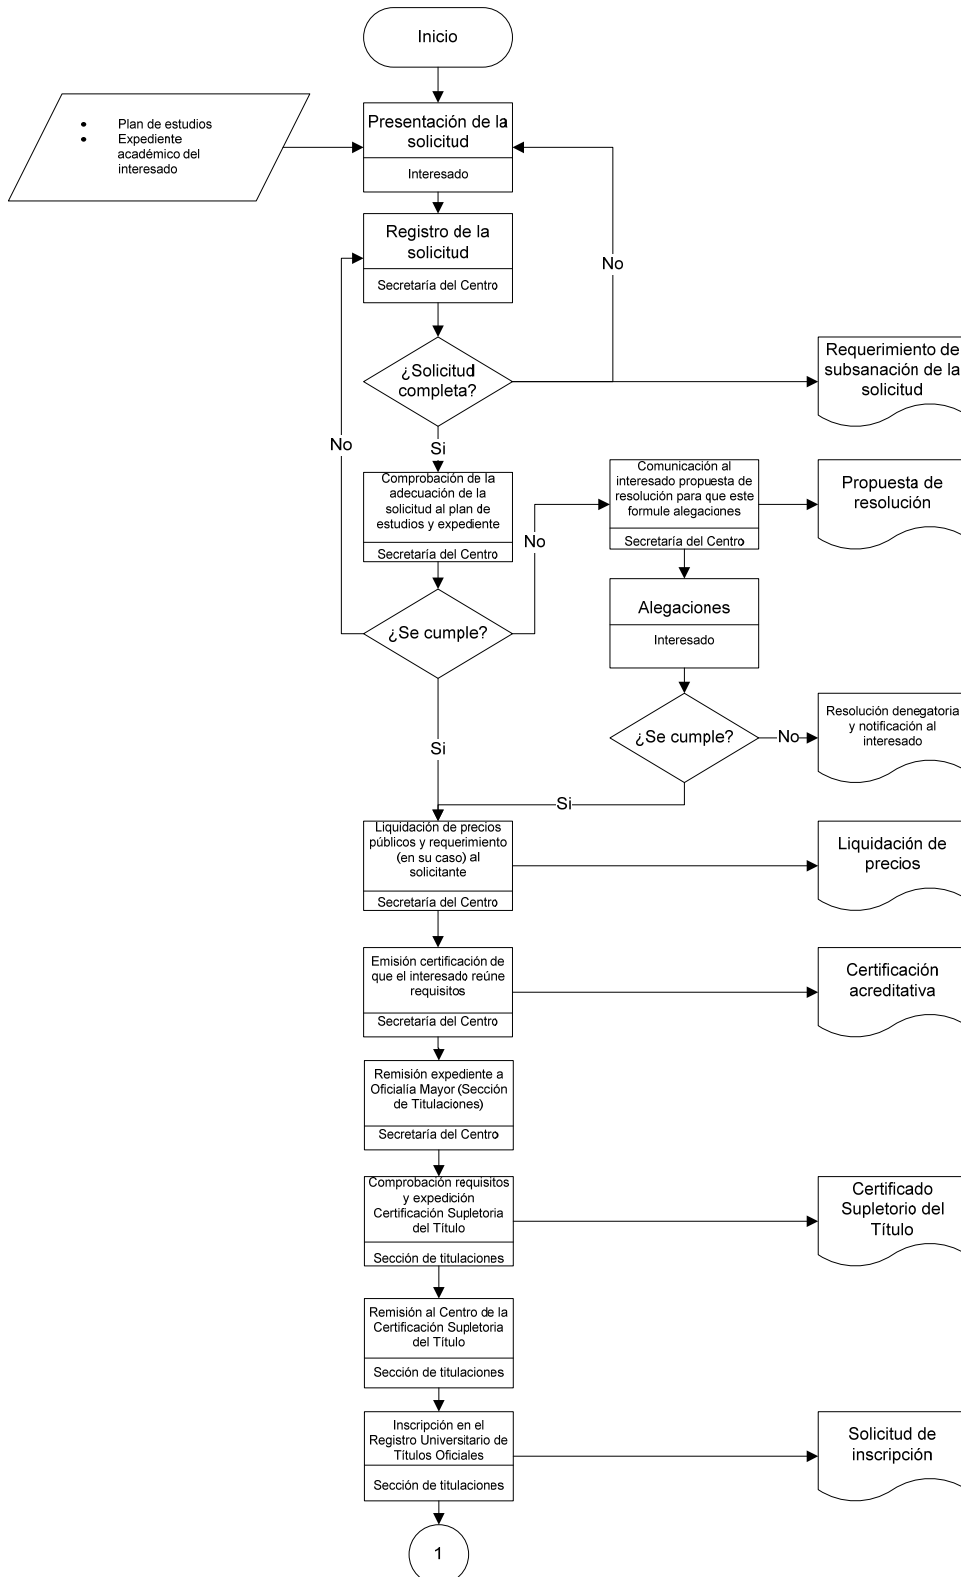 Inicio
• Plan de estudios
• Expediente
académico del
interesado
Presentación de la
solicitud
Interesado
Registro de la
solicitud
Secretaría del Centro
No
¿Solicitud
completa?
Requerimiento de
subsanación de la
solicitud
No
Si
Comprobación de la
adecuación de la
solicitud al plan de
estudios y expediente
Secretaría del Centro
No
Comunicación al
interesado propuesta de
resolución para que este
formule alegaciones
Secretaría del Centro
Propuesta de
resolución
Alegaciones
Interesado
¿Se cumple?
Si
¿Se cumple?
No
Resolución denegatoria
y notificación al
interesado
Si
Liquidación de precios
públicos y requerimiento
(en su caso) al
solicitante
Secretaría del Centro
Liquidación de
precios
Emisión certificación de
que el interesado reúne
requisitos
Secretaría del Centro
Certificación
acreditativa
Remisión expediente a
Oficialía Mayor (Sección
de Titulaciones)
Secretaría del Centro
Comprobación requisitos
y expedición
Certificación Supletoria
del Título
Sección de titulaciones
Certificado
Supletorio del
Título
Remisión al Centro de la
Certificación Supletoria
del Título
Sección de titulaciones
Inscripción en el
Registro Universitario de
Títulos Oficiales
Sección de titulaciones
Solicitud de
inscripción
1